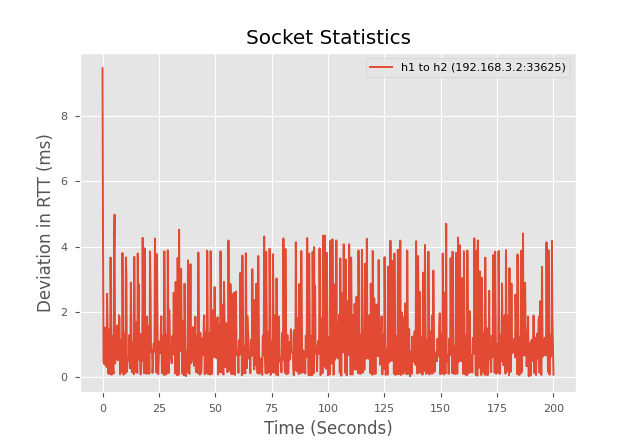 Socket Statistics
h1 to h2 (192.168.3.2:33625)
Deviation in RTT (ms)
8
6
4
2
0
0 25 50 75 100 125 150 175 200
Time (Seconds)